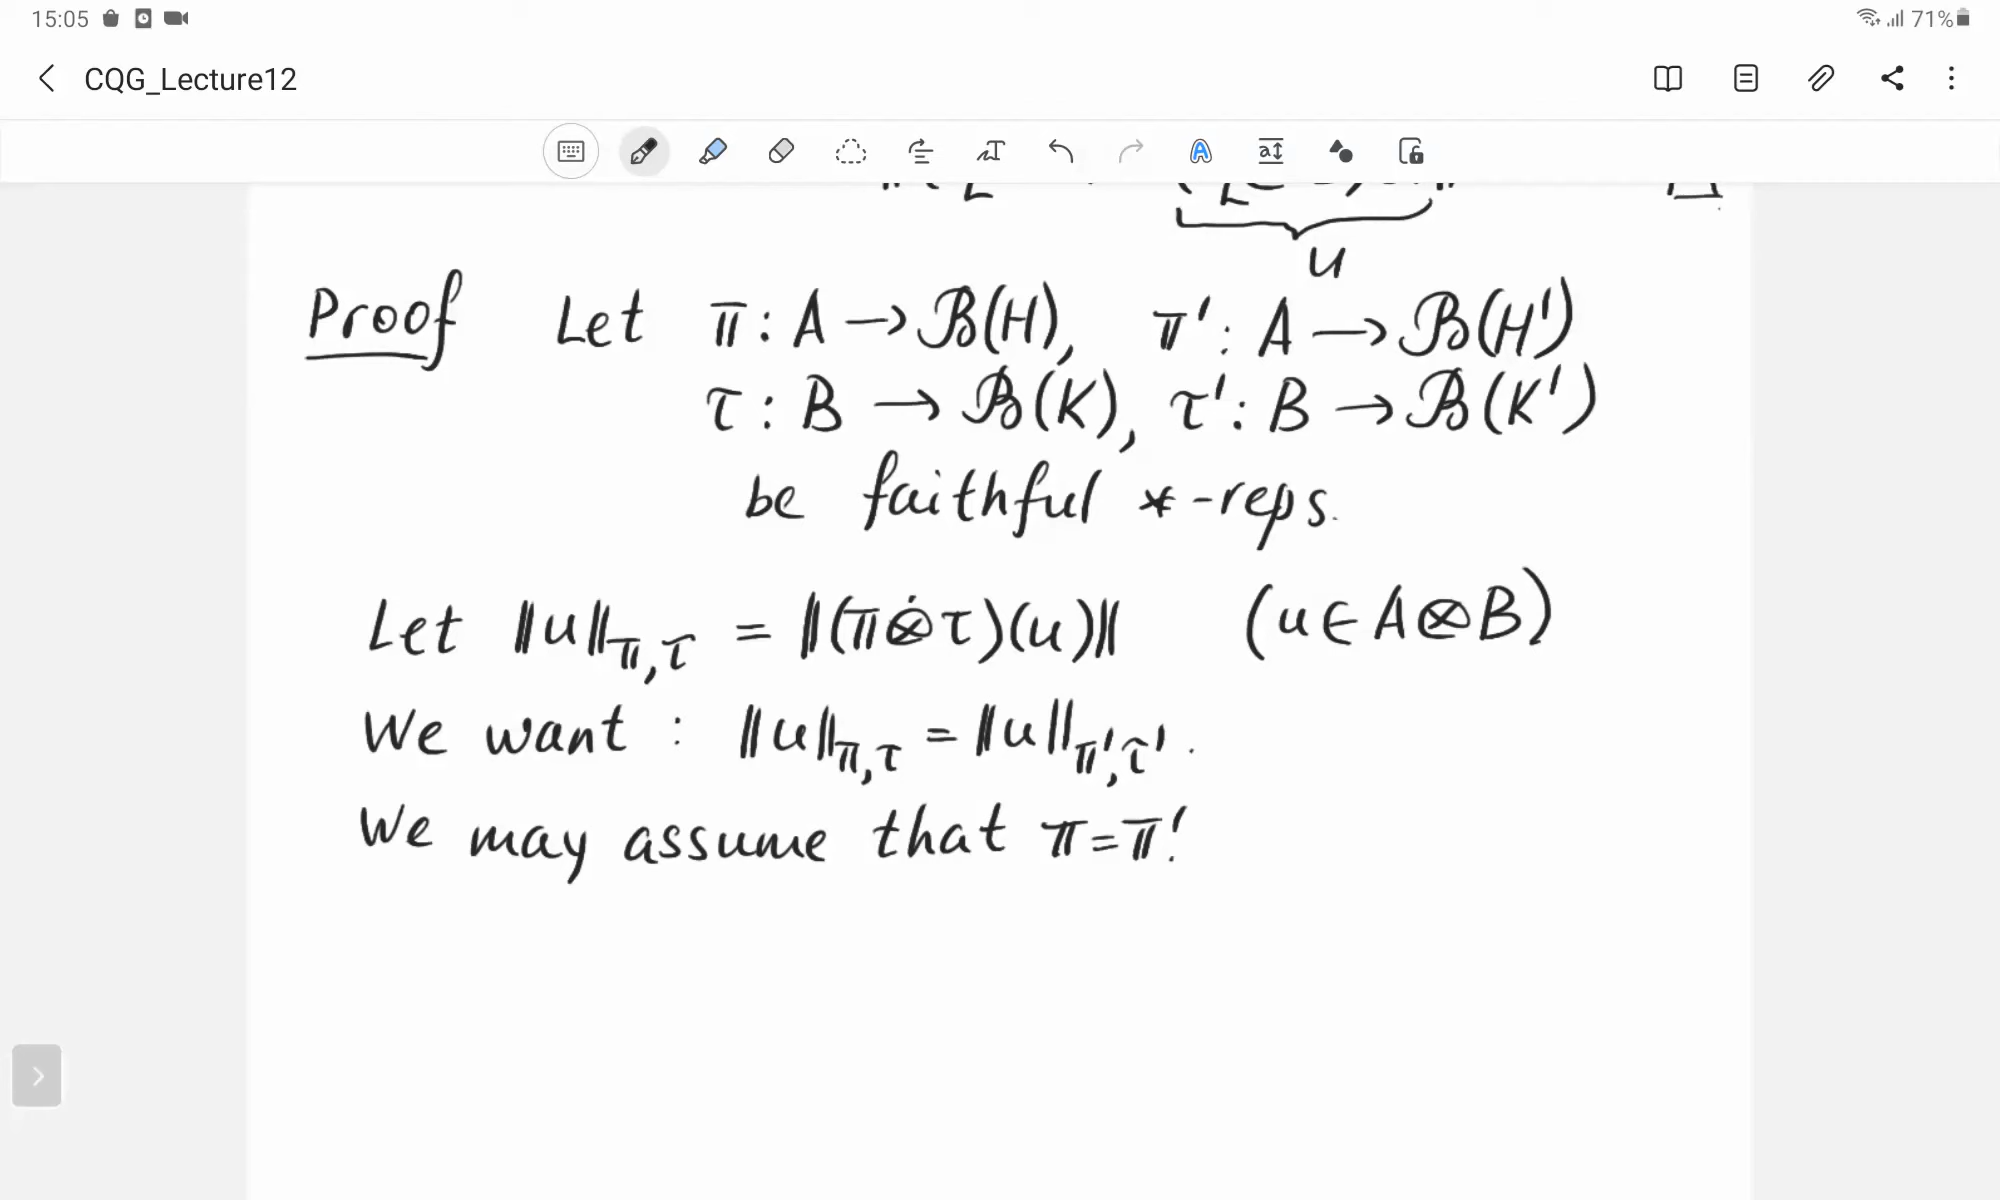 15:05 71%
CQG_Lecture12
u
Proof Let π: A → B(H), π': A → B(H')
τ: B → B(K), τ': B → B(K')
be faithful *-reps.
Let ‖u‖π,τ = ‖(π⊗̇τ)(u)‖ (u ∈ A⊗B)
We want : ‖u‖π,τ = ‖u‖π',τ'.
We may assume that π=π'.